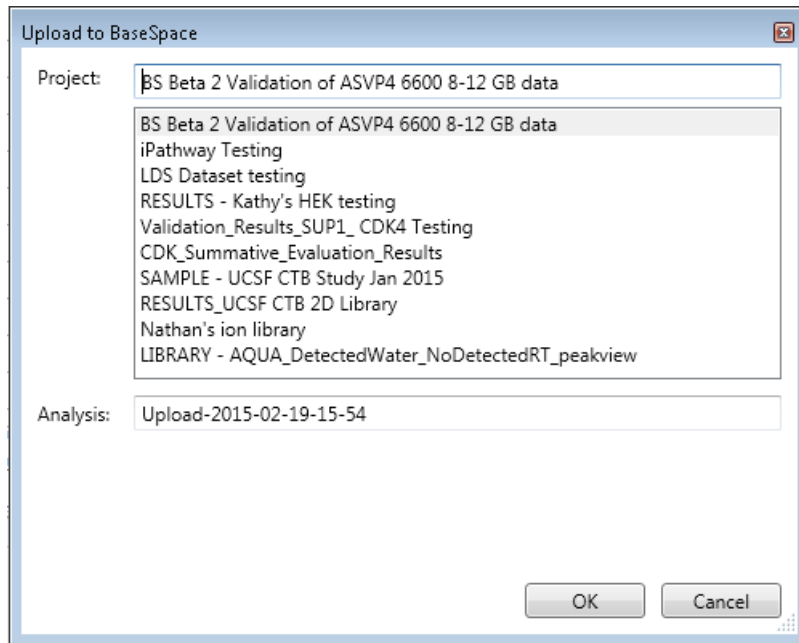 Upload to BaseSpace
Project:
BS Beta 2 Validation of ASVP4 6600 8-12 GB data
BS Beta 2 Validation of ASVP4 6600 8-12 GB data
iPathway Testing
LDS Dataset testing
RESULTS - Kathy's HEK testing
Validation_Results_SUP1_ CDK4 Testing
CDK_Summative_Evaluation_Results
SAMPLE - UCSF CTB Study Jan 2015
RESULTS_UCSF CTB 2D Library
Nathan's ion library
LIBRARY - AQUA_DetectedWater_NoDetectedRT_peakview
Analysis:
Upload-2015-02-19-15-54
OK
Cancel